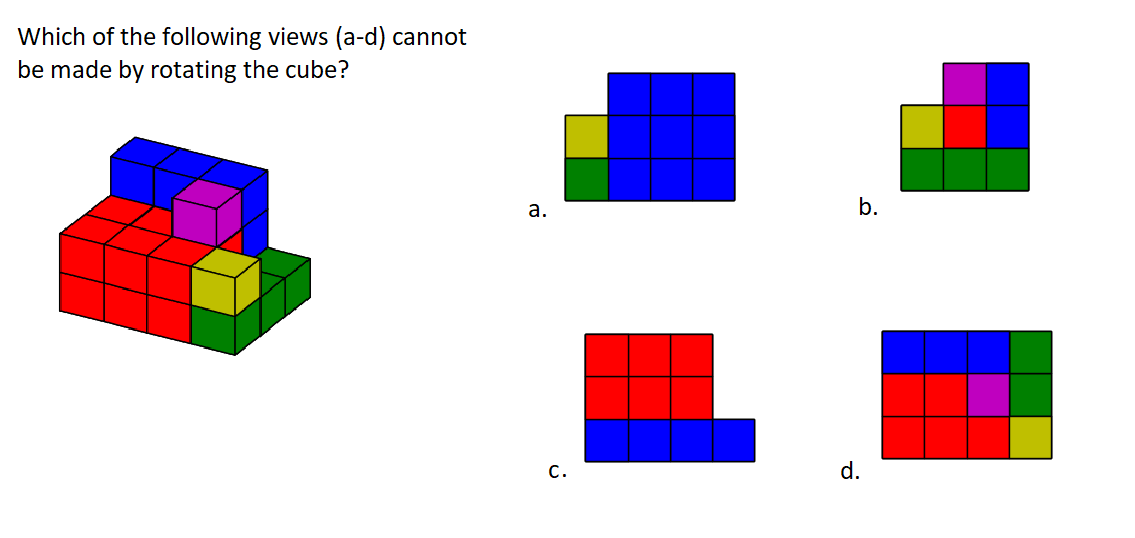 Which of the following views (a-d) cannot
be made by rotating the cube?
a.
b.
c.
d.